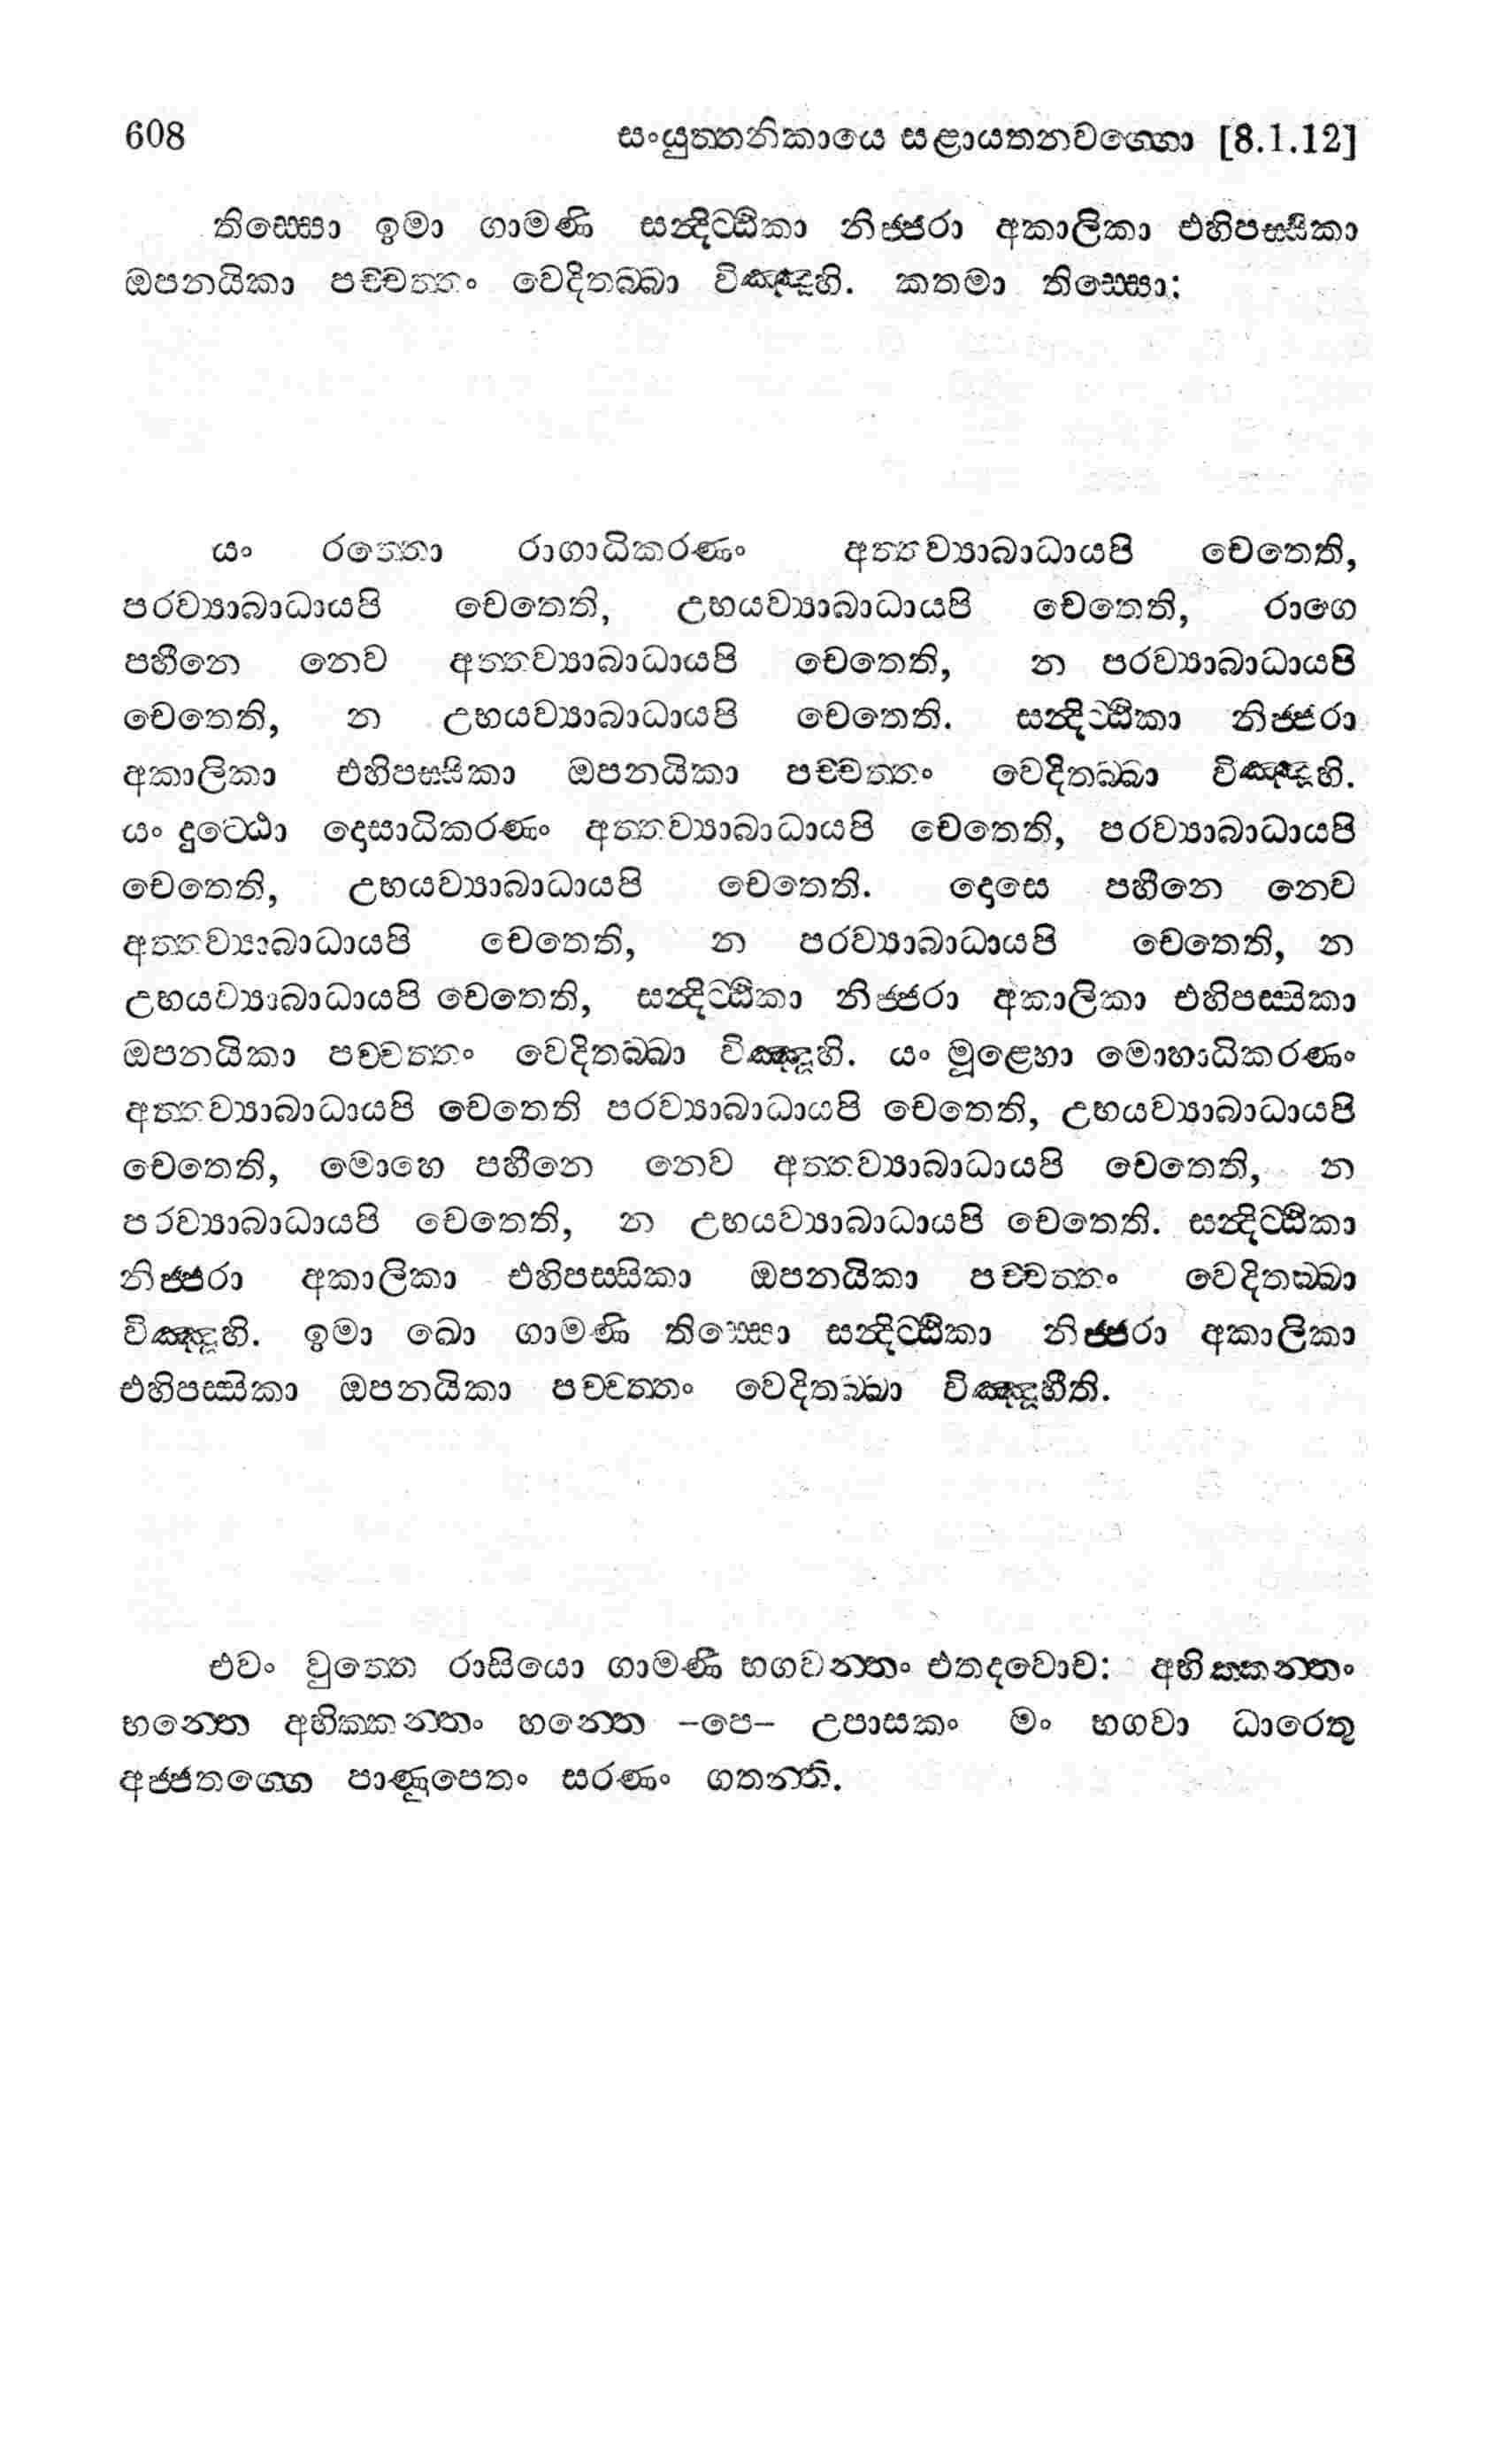 608 සංයුත්තනිකායෙ සළායතනවග්ගො [8.1.12]
තිස්සො ඉමා ගාමණි සන්දිට්ඨිකා නිජ්ජරා අකාලිකා එහිපස්සිකා
ඔපනයිකා පච්චත්තං වෙදිතබ්බා විඤ්ඤූහි. කතමා තිස්සො:
යං රත්තො රාගාධිකරණං අත්තව්‍යාබාධායපි චෙතෙති,
පරව්‍යාබාධායපි චෙතෙති, උභයව්‍යාබාධායපි චෙතෙති, රාගෙ
පහීනෙ නෙව අත්තව්‍යාබාධායපි චෙතෙති, න පරව්‍යාබාධායපි
චෙතෙති, න උභයව්‍යාබාධායපි චෙතෙති. සන්දිට්ඨිකා නිජ්ජරා
අකාලිකා එහිපස්සිකා ඔපනයිකා පච්චත්තං වෙදිතබ්බා විඤ්ඤූහි.
යං දුට්ඨො දොසාධිකරණං අත්තව්‍යාබාධායපි චෙතෙති, පරව්‍යාබාධායපි
චෙතෙති, උභයව්‍යාබාධායපි චෙතෙති. දොසෙ පහීනෙ නෙව
අත්තව්‍යාබාධායපි චෙතෙති, න පරව්‍යාබාධායපි චෙතෙති, න
උභයව්‍යාබාධායපි චෙතෙති, සන්දිට්ඨිකා නිජ්ජරා අකාලිකා එහිපස්සිකා
ඔපනයිකා පච්චත්තං වෙදිතබ්බා විඤ්ඤූහි. යං මූළ්හො මොහාධිකරණං
අත්තව්‍යාබාධායපි චෙතෙති පරව්‍යාබාධායපි චෙතෙති, උභයව්‍යාබාධායපි
චෙතෙති, මොහෙ පහීනෙ නෙව අත්තව්‍යාබාධායපි චෙතෙති, න
පරව්‍යාබාධායපි චෙතෙති, න උභයව්‍යාබාධායපි චෙතෙති. සන්දිට්ඨිකා
නිජ්ජරා අකාලිකා එහිපස්සිකා ඔපනයිකා පච්චත්තං වෙදිතබ්බා
විඤ්ඤූහි. ඉමා ඛො ගාමණි තිස්සො සන්දිට්ඨිකා නිජ්ජරා අකාලිකා
එහිපස්සිකා ඔපනයිකා පච්චත්තං වෙදිතබ්බා විඤ්ඤූහීති.
එවං වුත්තෙ රාසියො ගාමණී භගවන්තං එතදවොච: අභික්කන්තං
භන්තෙ අභික්කන්තං භන්තෙ –පෙ– උපාසකං මං භගවා ධාරෙතු
අජ්ජතග්ගෙ පාණුපෙතං සරණං ගතන්ති.